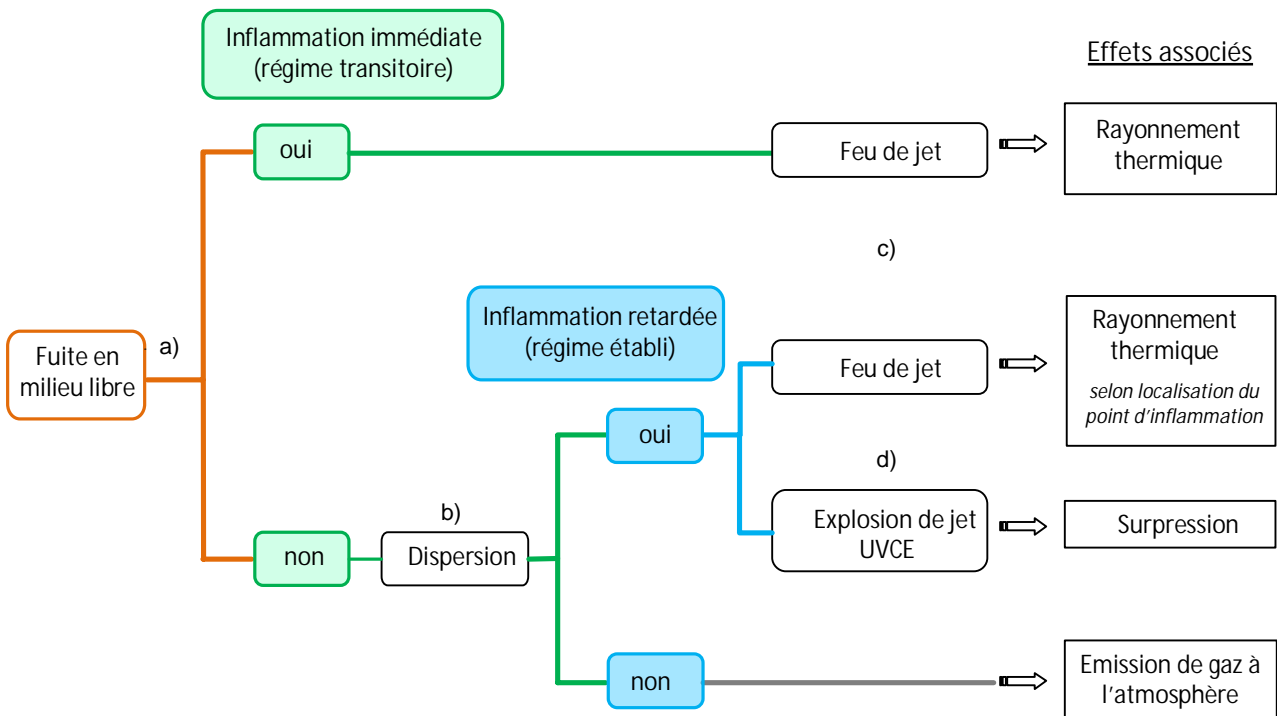 Inflammation immédiate
(régime transitoire)
Effets associés
oui
Feu de jet
Rayonnement
thermique
c)
Inflammation retardée
(régime établi)
Fuite en
milieu libre
a)
Feu de jet
Rayonnement
thermique
selon localisation du
point d'inflammation
oui
d)
b)
non
Dispersion
Explosion de jet
UVCE
Surpression
non
Emission de gaz à
l'atmosphère